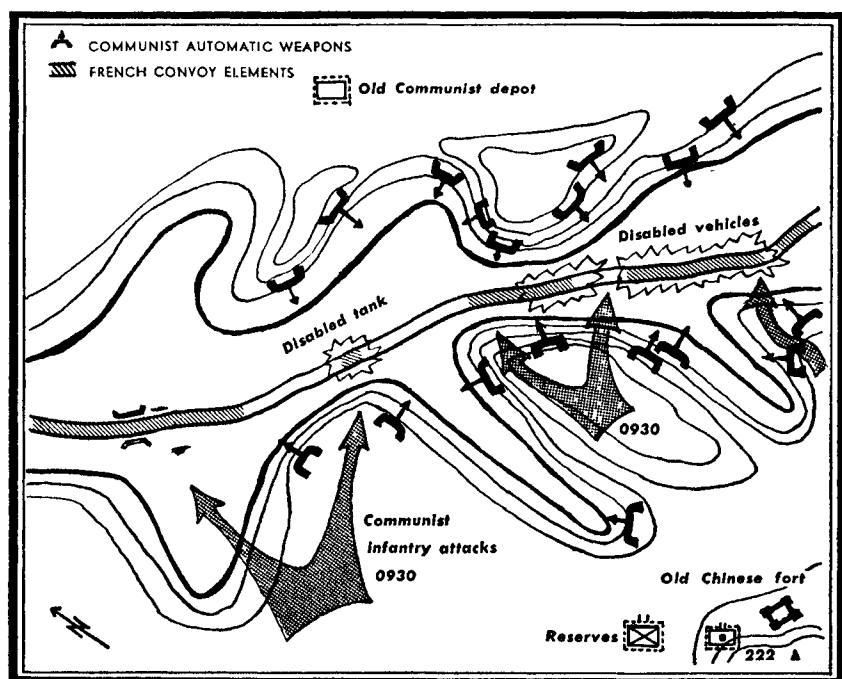 COMMUNIST AUTOMATIC WEAPONS
FRENCH CONVOY ELEMENTS
Old Communist depot
Disabled vehicles
Disabled tank
0930
Communist
infantry attacks
0930
Old Chinese fort
Reserves
222 A
N